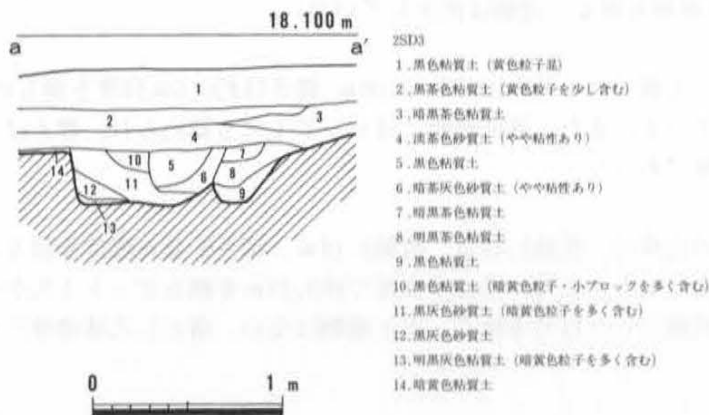 18.100 m
a a′
1
2
3
4
5
6
7
8
9
10
11
12
13
14
0 1 m
2SD3
1.黒色粘質土（黄色粒子混）
2.黒茶色粘質土（黄色粒子を少し含む）
3.暗黒茶色粘質土
4.淡茶色砂質土（やや粘性あり）
5.黒色粘質土
6.暗茶灰色砂質土（やや粘性あり）
7.暗黒茶色粘質土
8.明黒茶色粘質土
9.黒色粘質土
10.黒色粘質土（暗黄色粒子・小ブロックを多く含む）
11.黒灰色砂質土（暗黄色粒子を多く含む）
12.黒灰色砂質土
13.明黒灰色粘質土（暗黄色粒子を多く含む）
14.暗黄色粘質土